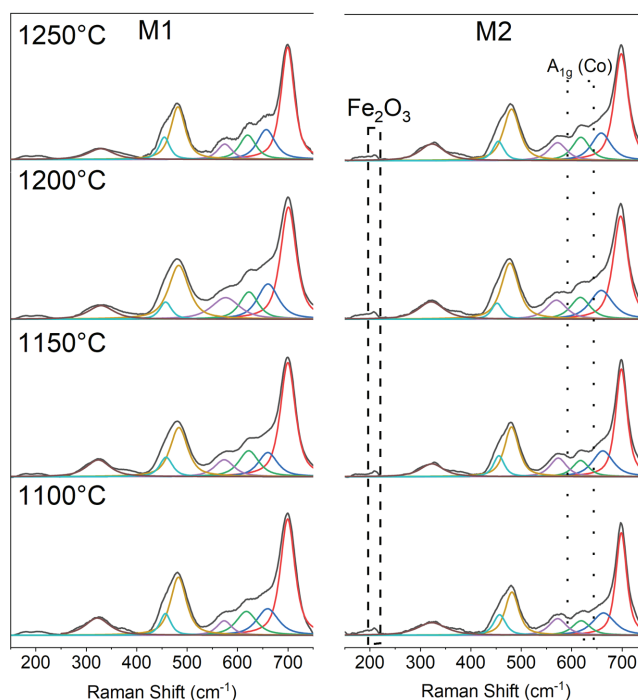 M1
M2
1250°C
A1g (Co)
Fe2O3
1200°C
1150°C
1100°C
150 200 300 400 500 600 700
200 300 400 500 600 700
Raman Shift (cm-1)
Raman Shift (cm-1)